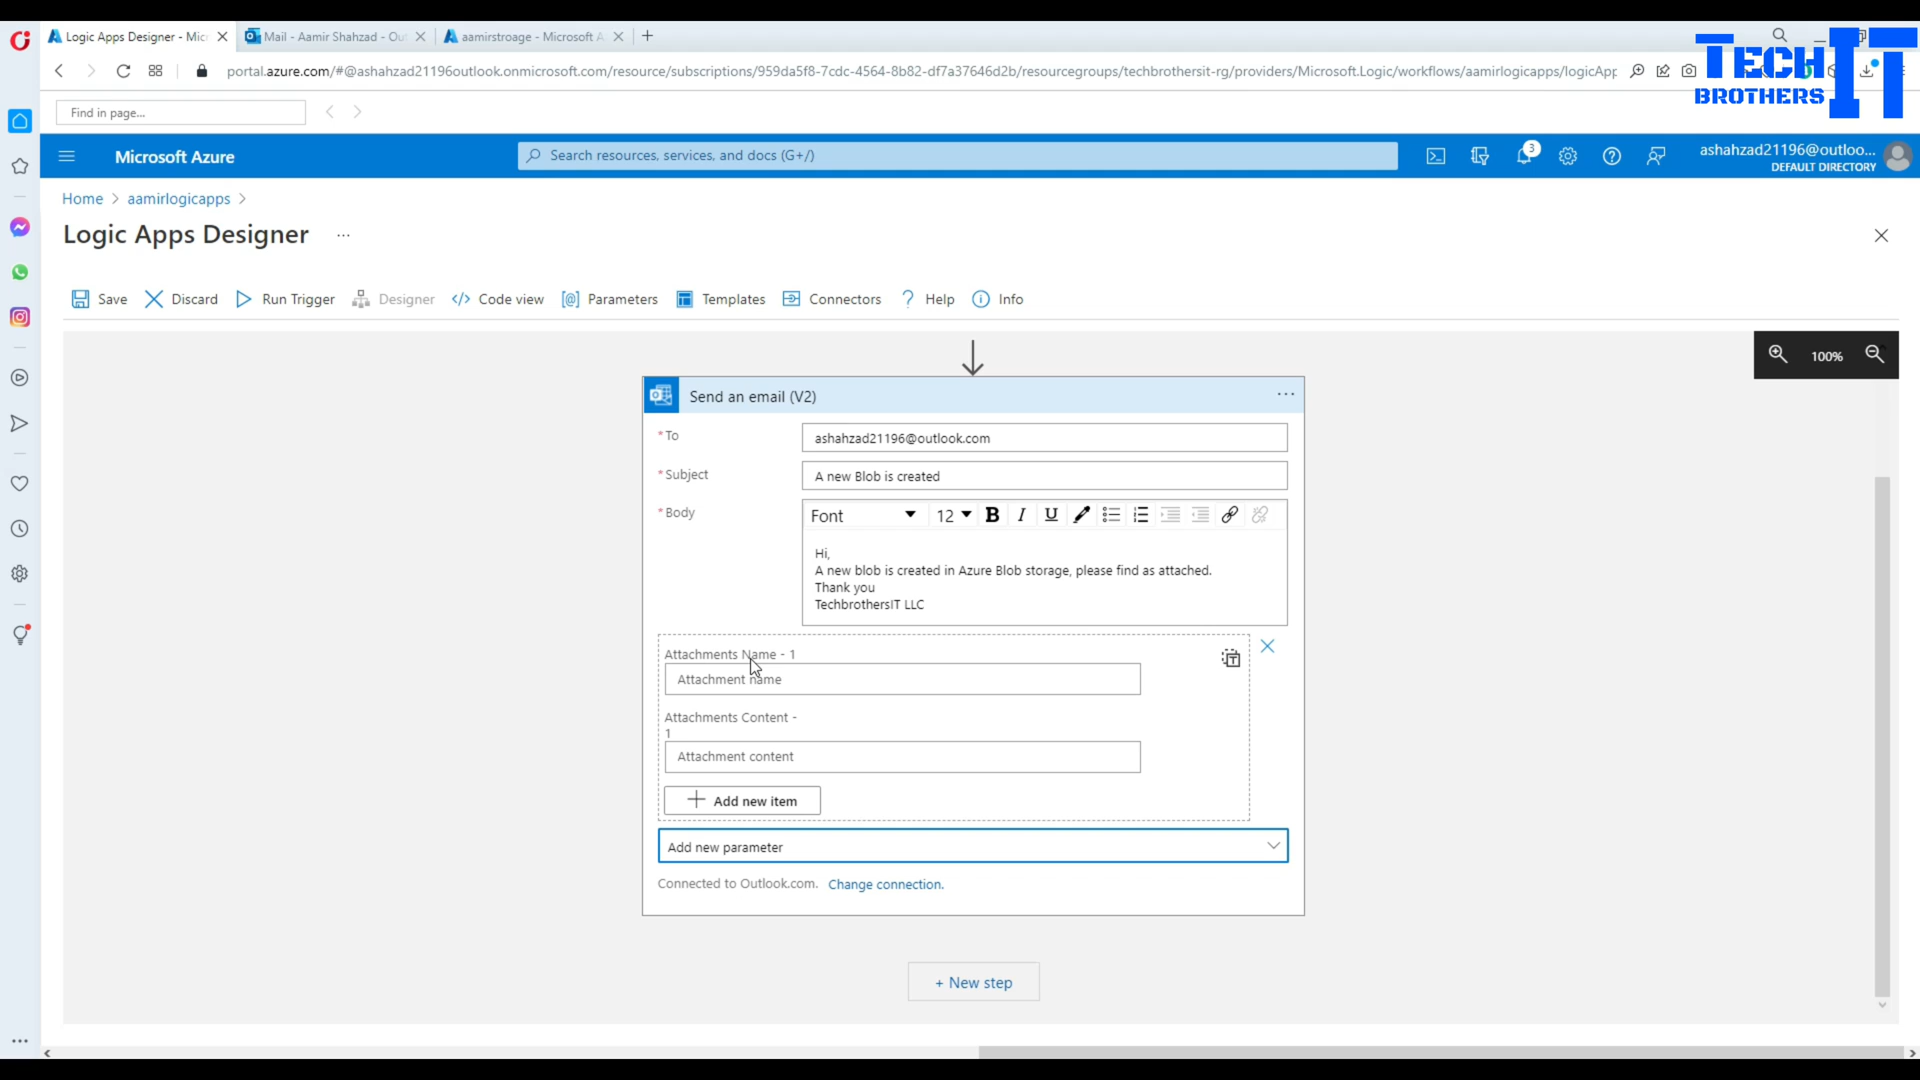 Logic Apps Designer - Mic
Mail - Aamir Shahzad - Ou
aamirstroage - Microsoft A
portal.azure.com/#@ashahzad21196outlook.onmicrosoft.com/resource/subscriptions/959da5f8-7cdc-4564-8b82-df7a37646d2b/resourcegroups/techbrothersit-rg/providers/Microsoft.Logic/workflows/aamirlogicapps/logicApp
TECH IT
BROTHERS
Find in page...
Microsoft Azure
Search resources, services, and docs (G+/)
3
ashahzad21196@outloo...
DEFAULT DIRECTORY
Home > aamirlogicapps >
Logic Apps Designer ...
Save Discard Run Trigger Designer </> Code view [@] Parameters Templates Connectors ? Help Info
100%
Send an email (V2) ...
* To
ashahzad21196@outlook.com
* Subject
A new Blob is created
* Body
Font 12 B I U
Hi,
A new blob is created in Azure Blob storage, please find as attached.
Thank you
TechbrothersIT LLC
Attachments Name - 1
Attachment name
Attachments Content -
1
Attachment content
Add new item
Add new parameter
Connected to Outlook.com. Change connection.
+ New step